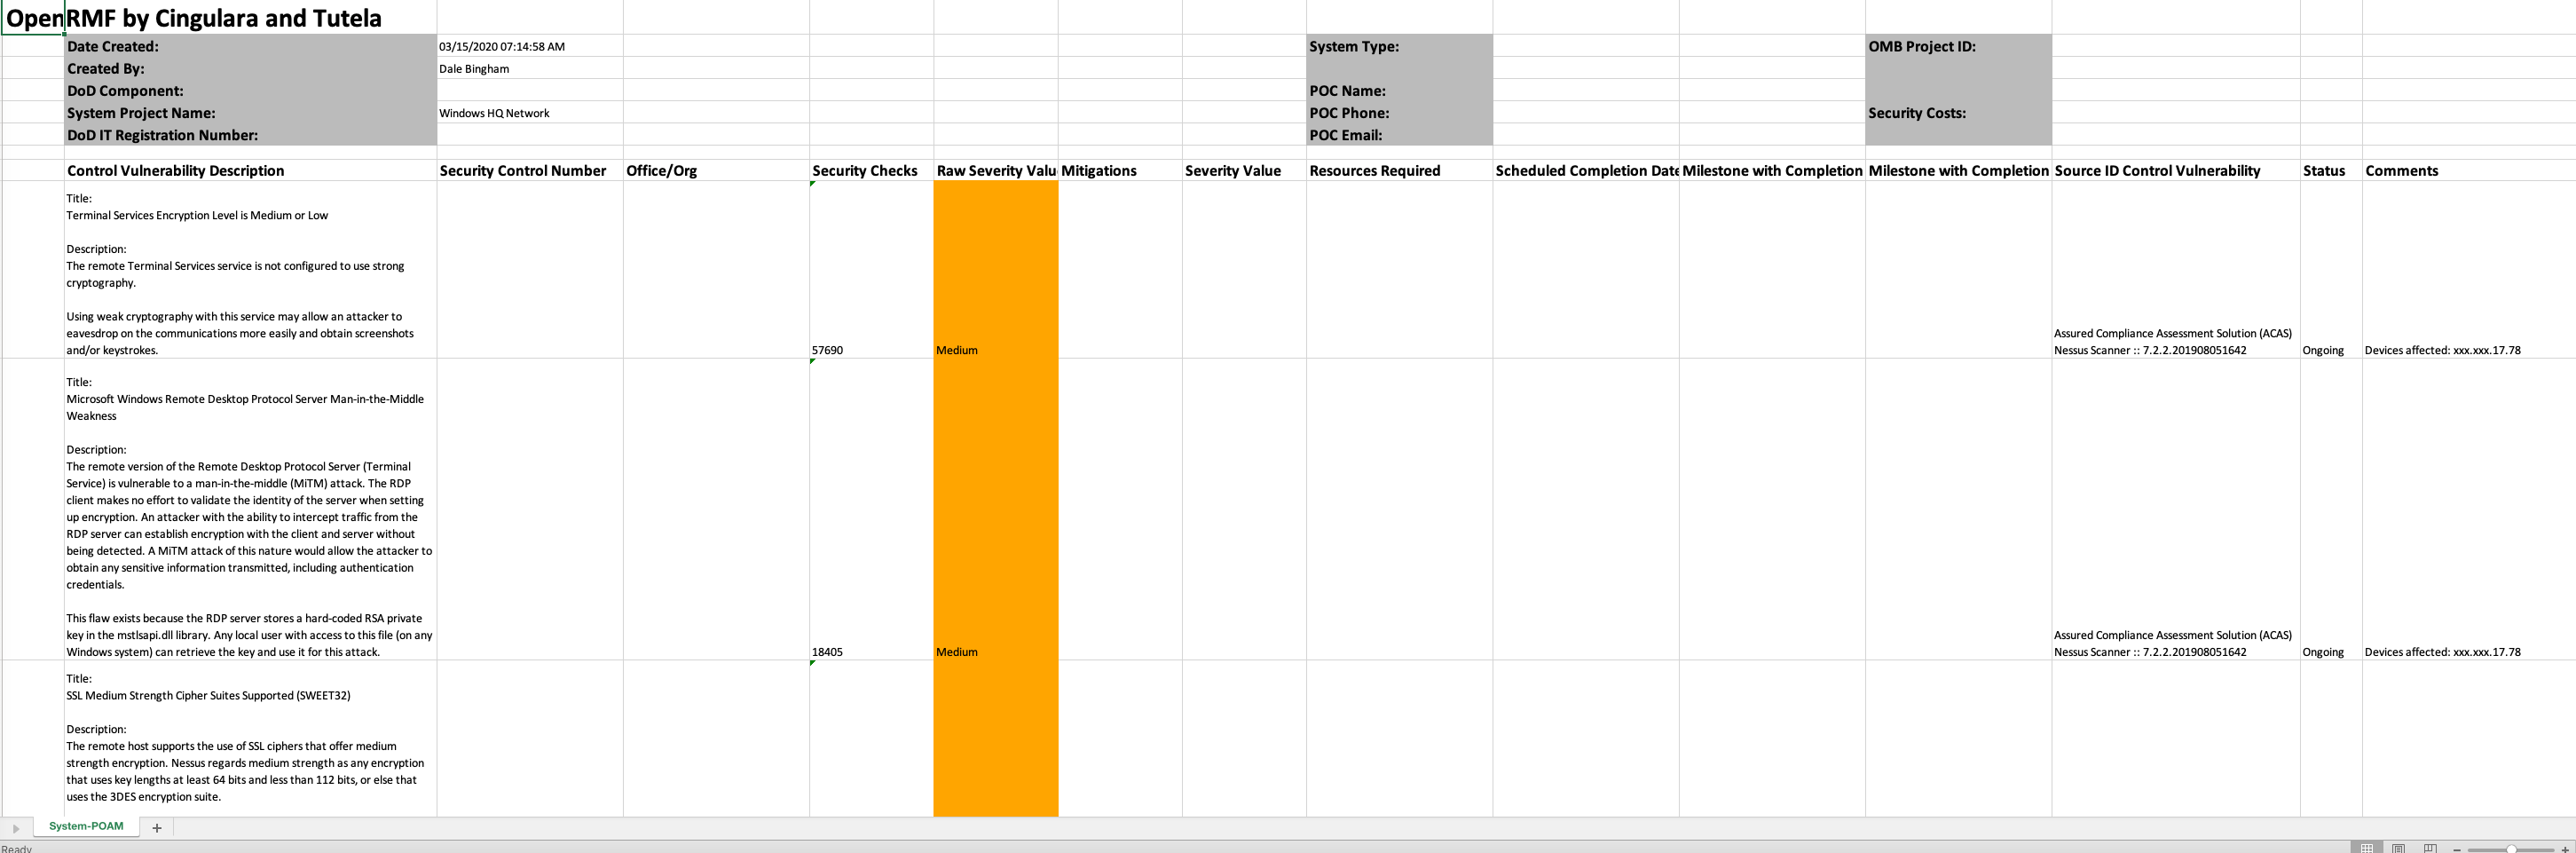 OpenRMF by Cingulara and Tutela
Date Created: 03/15/2020 07:14:58 AM System Type: OMB Project ID:
Created By: Dale Bingham
DoD Component: POC Name:
System Project Name: Windows HQ Network POC Phone: Security Costs:
DoD IT Registration Number: POC Email:
Control Vulnerability Description Security Control Number Office/Org Security Checks Raw Severity Valu Mitigations Severity Value Resources Required Scheduled Completion Date Milestone with Completion Milestone with Completion Source ID Control Vulnerability Status Comments
Title:
Terminal Services Encryption Level is Medium or Low
Description:
The remote Terminal Services service is not configured to use strong
cryptography.
Using weak cryptography with this service may allow an attacker to
eavesdrop on the communications more easily and obtain screenshots
and/or keystrokes.
57690
Medium
Assured Compliance Assessment Solution (ACAS)
Nessus Scanner :: 7.2.2.201908051642
Ongoing
Devices affected: xxx.xxx.17.78
Title:
Microsoft Windows Remote Desktop Protocol Server Man-in-the-Middle
Weakness
Description:
The remote version of the Remote Desktop Protocol Server (Terminal
Service) is vulnerable to a man-in-the-middle (MiTM) attack. The RDP
client makes no effort to validate the identity of the server when setting
up encryption. An attacker with the ability to intercept traffic from the
RDP server can establish encryption with the client and server without
being detected. A MiTM attack of this nature would allow the attacker to
obtain any sensitive information transmitted, including authentication
credentials.
This flaw exists because the RDP server stores a hard-coded RSA private
key in the mstlsapi.dll library. Any local user with access to this file (on any
Windows system) can retrieve the key and use it for this attack.
18405
Medium
Assured Compliance Assessment Solution (ACAS)
Nessus Scanner :: 7.2.2.201908051642
Ongoing
Devices affected: xxx.xxx.17.78
Title:
SSL Medium Strength Cipher Suites Supported (SWEET32)
Description:
The remote host supports the use of SSL ciphers that offer medium
strength encryption. Nessus regards medium strength as any encryption
that uses key lengths at least 64 bits and less than 112 bits, or else that
uses the 3DES encryption suite.
System-POAM
Ready